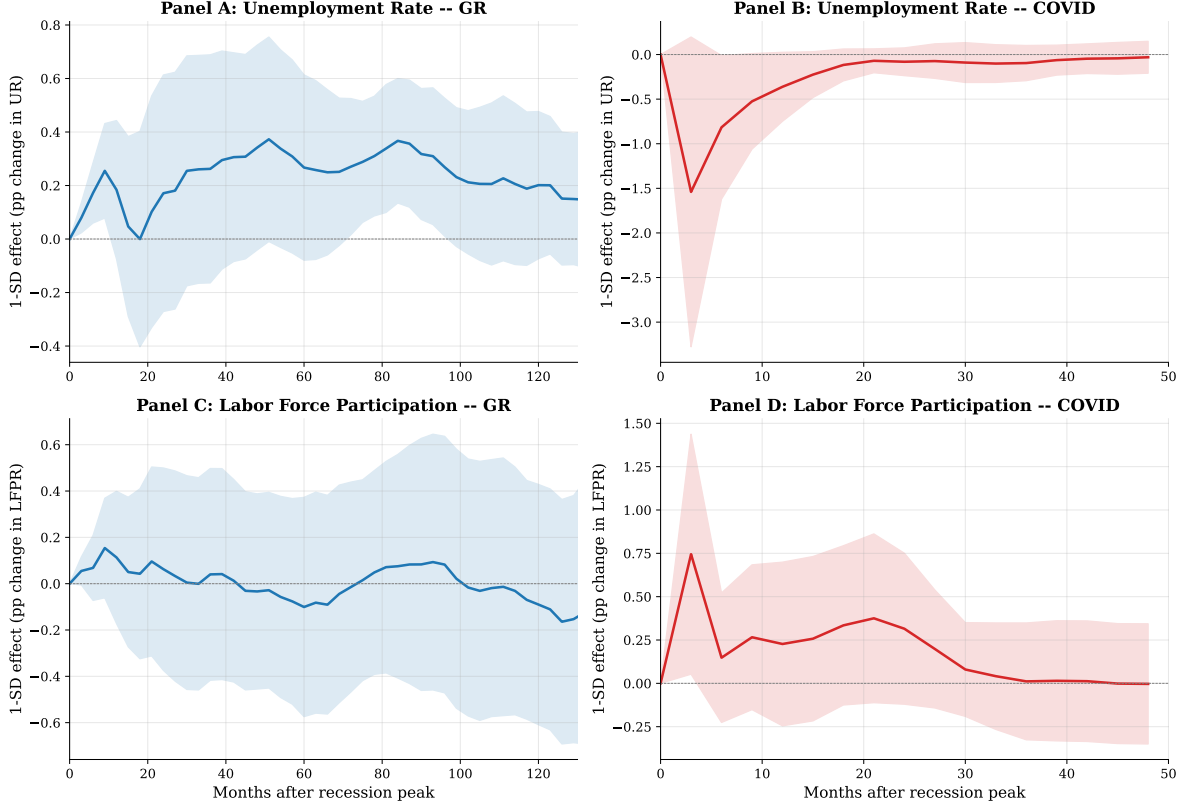 Panel A: Unemployment Rate -- GR
1-SD effect (pp change in UR)
0.8
0.6
0.4
0.2
0.0
−0.2
−0.4
0 20 40 60 80 100 120
Panel B: Unemployment Rate -- COVID
1-SD effect (pp change in UR)
0.0
−0.5
−1.0
−1.5
−2.0
−2.5
−3.0
0 10 20 30 40 50
Panel C: Labor Force Participation -- GR
1-SD effect (pp change in LFPR)
0.6
0.4
0.2
0.0
−0.2
−0.4
−0.6
0 20 40 60 80 100 120
Months after recession peak
Panel D: Labor Force Participation -- COVID
1-SD effect (pp change in LFPR)
1.50
1.25
1.00
0.75
0.50
0.25
0.00
−0.25
0 10 20 30 40 50
Months after recession peak